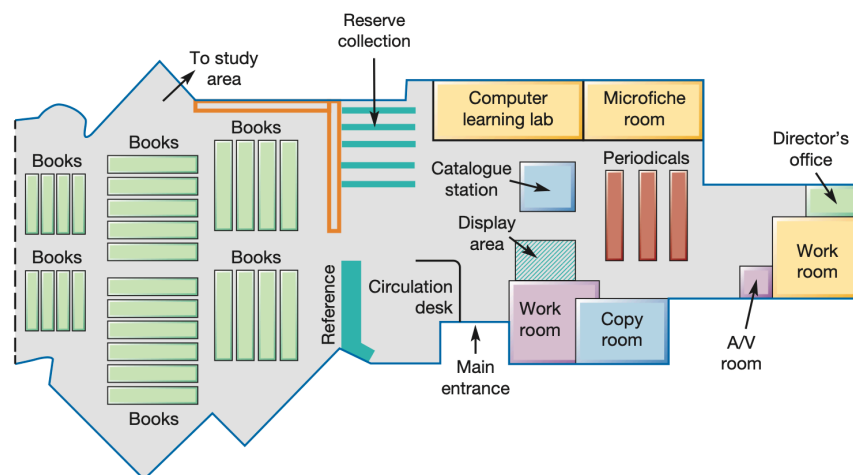 Reserve
collection
To study
area
Computer
learning lab
Microfiche
room
Books
Books
Books
Director's
office
Catalogue
station
Periodicals
Display
area
Work
room
Books
Books
Reference
Circulation
desk
Work
room
Copy
room
A/V
room
Main
entrance
Books